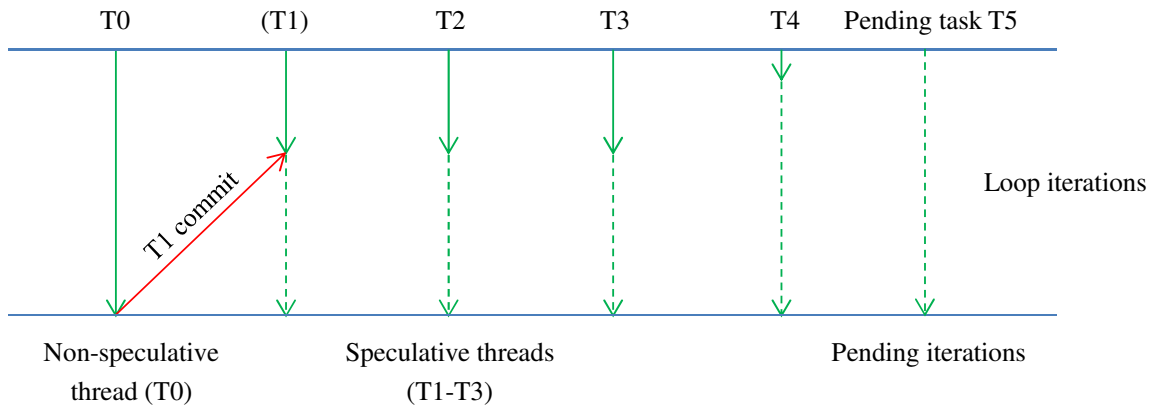 T0 (T1) T2 T3 T4 Pending task T5
Loop iterations
T1 commit
Non-speculative Speculative threads Pending iterations
thread (T0) (T1-T3)